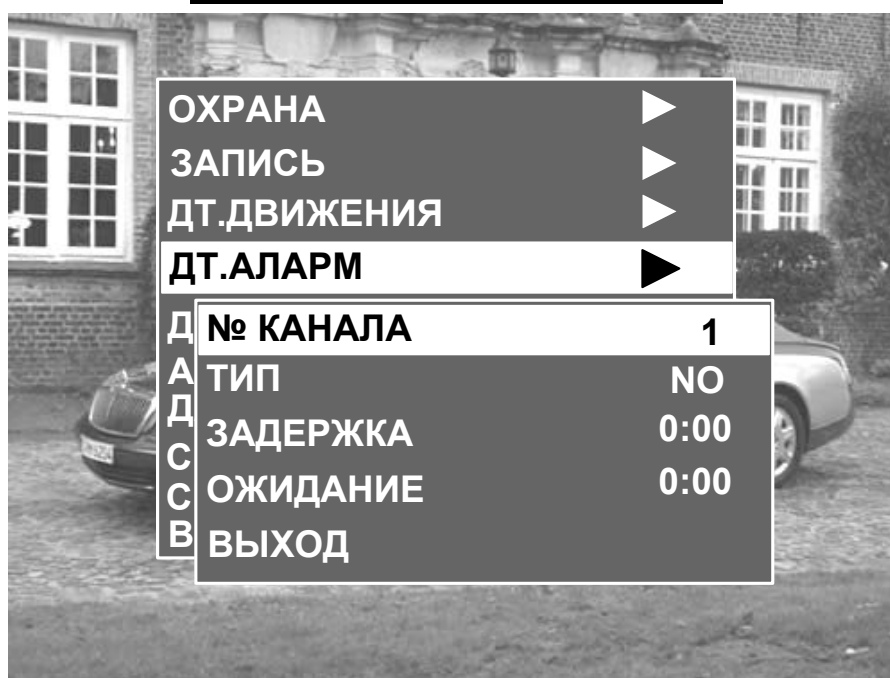 ОХРАНА
ЗАПИСЬ
ДТ.ДВИЖЕНИЯ
ДТ.АЛАРМ
Д
№ КАНАЛА 1
А
ТИП NO
Д
ЗАДЕРЖКА 0:00
С
ОЖИДАНИЕ 0:00
С
В
ВЫХОД